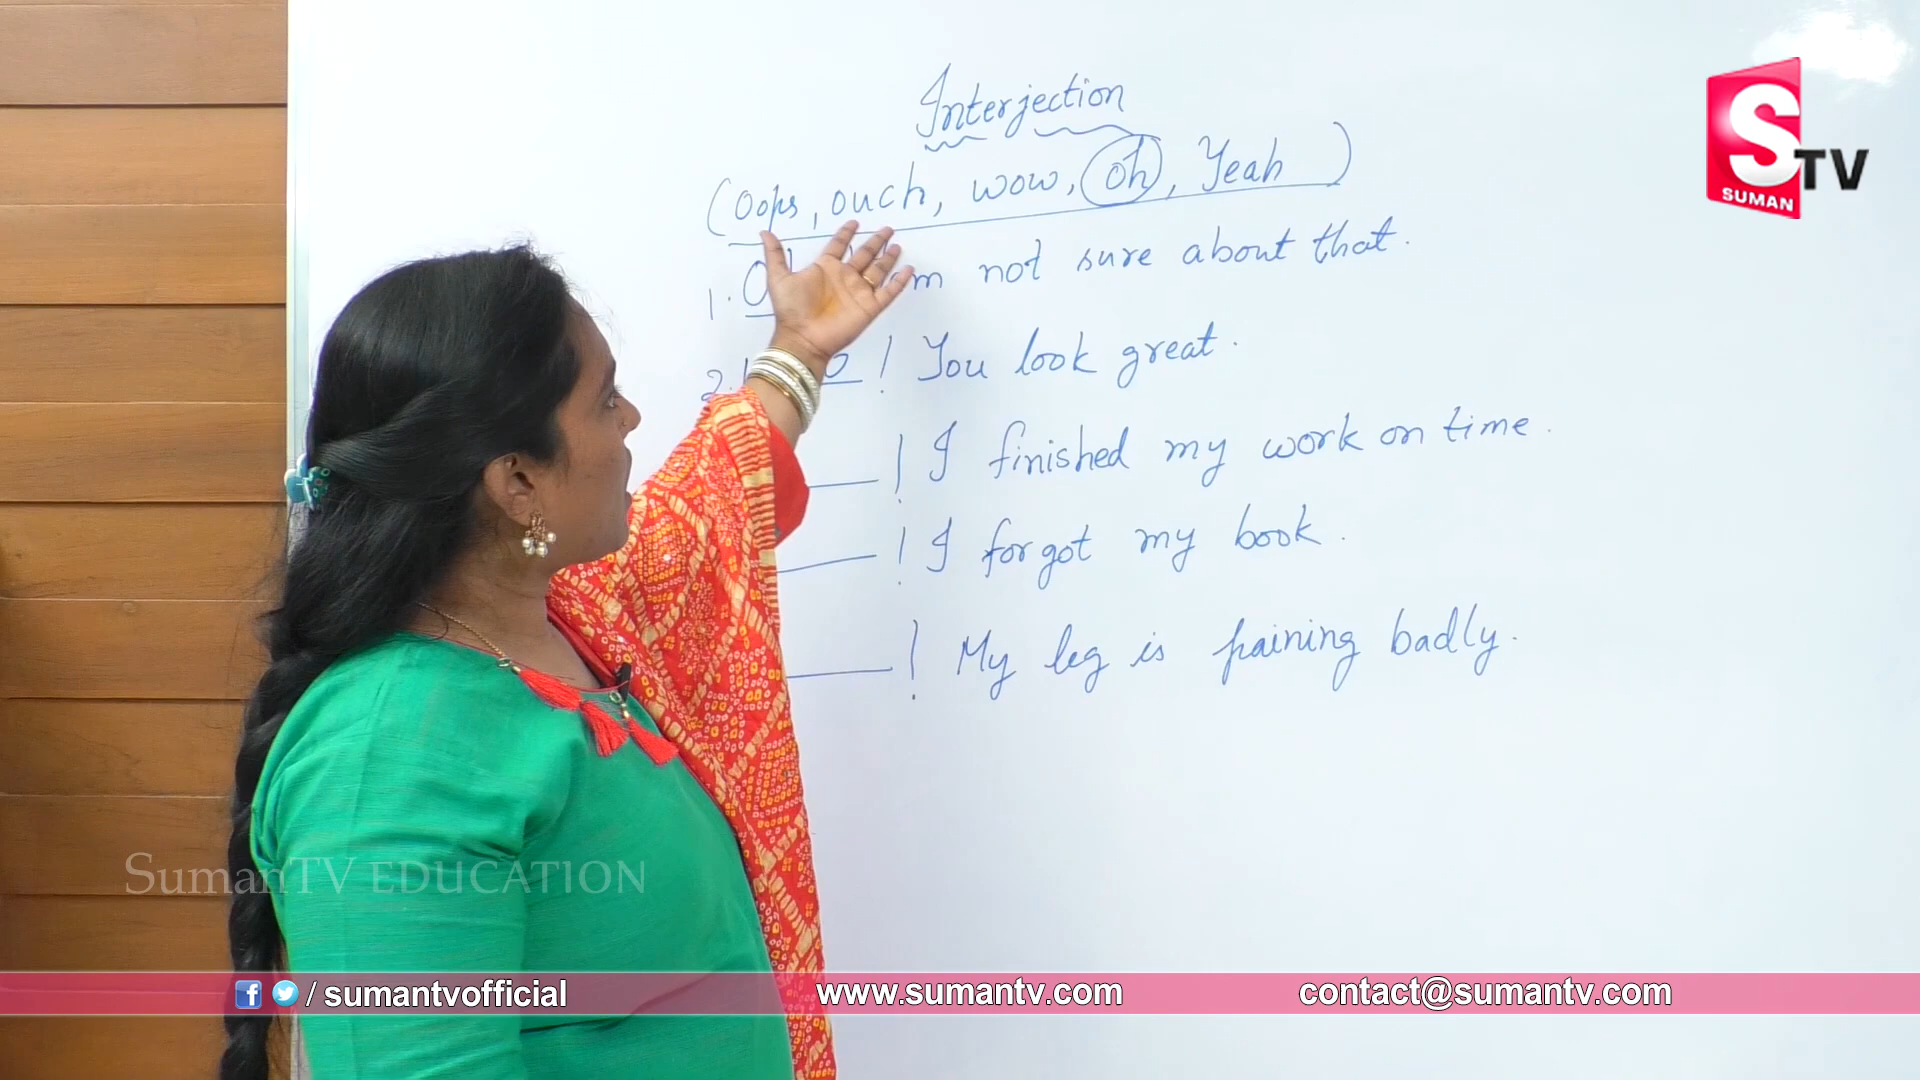 Interjection
(Oops, ouch, wow, oh, Yeah )
1. not sure about that.
2. ! You look great.
! I finished my work on time.
! I forgot my book.
! My leg is paining badly.
S
SUMAN
TV
SumanTV EDUCATION
/ sumantvofficial
www.sumantv.com
contact@sumantv.com